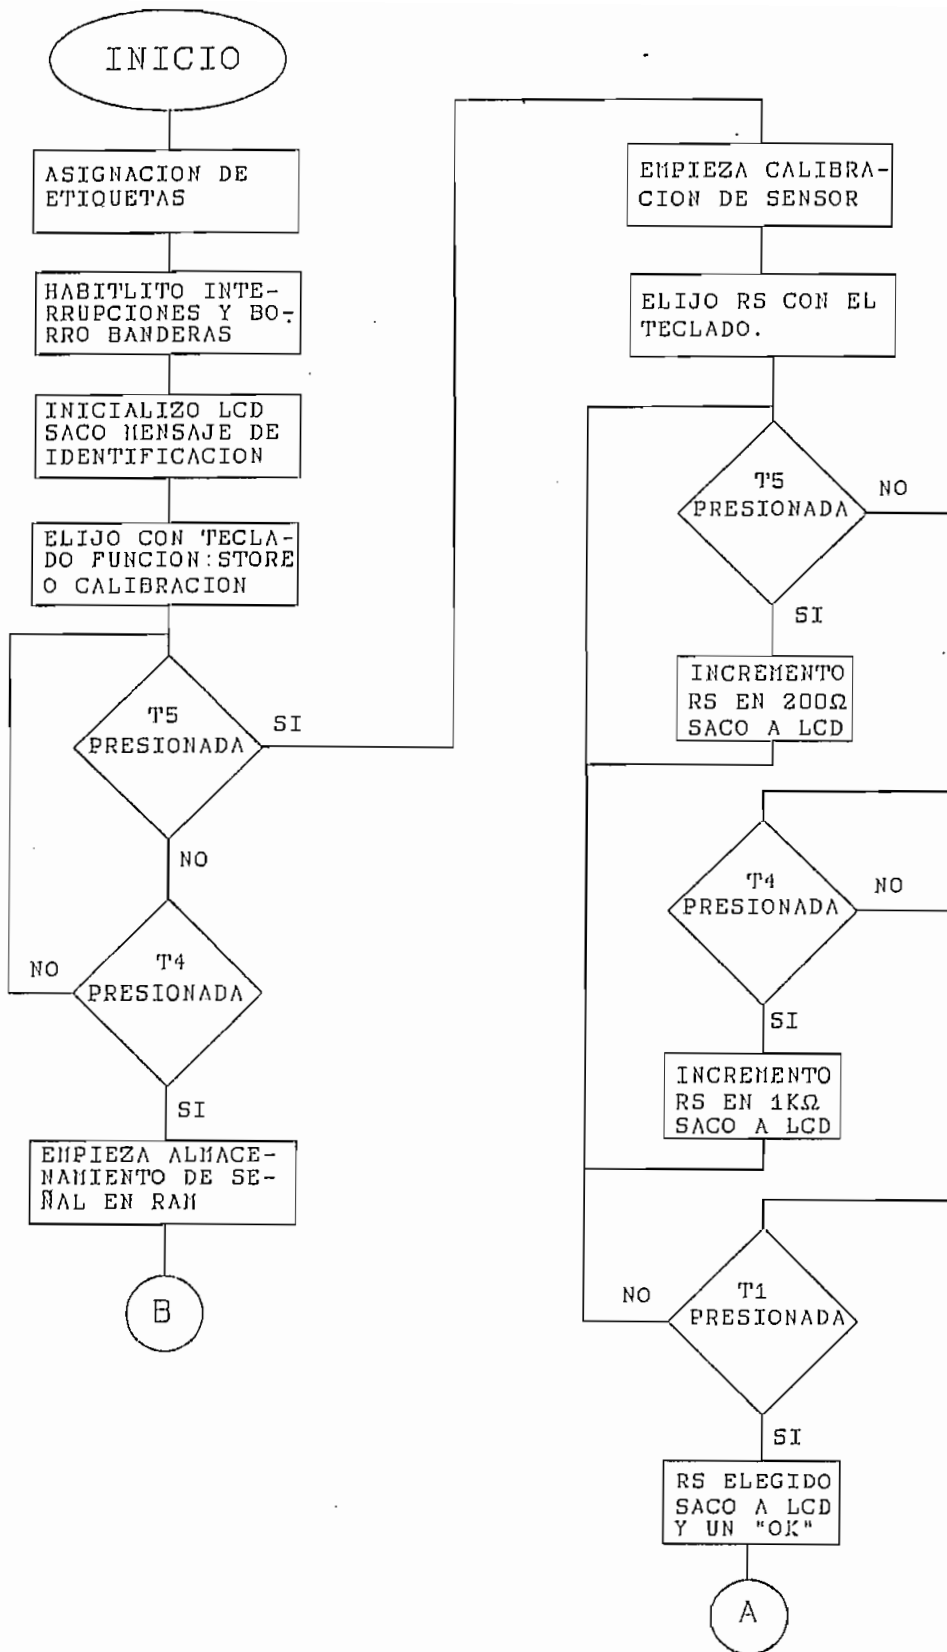 INICIO
ASIGNACION DE
ETIQUETAS
HABITLITO INTE-
RRUPCIONES Y BO-
RRO BANDERAS
INICIALIZO LCD
SACO MENSAJE DE
IDENTIFICACION
ELIJO CON TECLA-
DO FUNCION:STORE
O CALIBRACION
T5
PRESIONADA
SI
NO
T4
PRESIONADA
NO
SI
EMPIEZA ALMACE-
NAMIENTO DE SE-
ÑAL EN RAM
B
EMPIEZA CALIBRA-
CION DE SENSOR
ELIJO RS CON EL
TECLADO.
T5
PRESIONADA
NO
SI
INCREMENTO
RS EN 200Ω
SACO A LCD
T4
PRESIONADA
NO
SI
INCREMENTO
RS EN 1KΩ
SACO A LCD
T1
PRESIONADA
NO
SI
RS ELEGIDO
SACO A LCD
Y UN "OK"
A